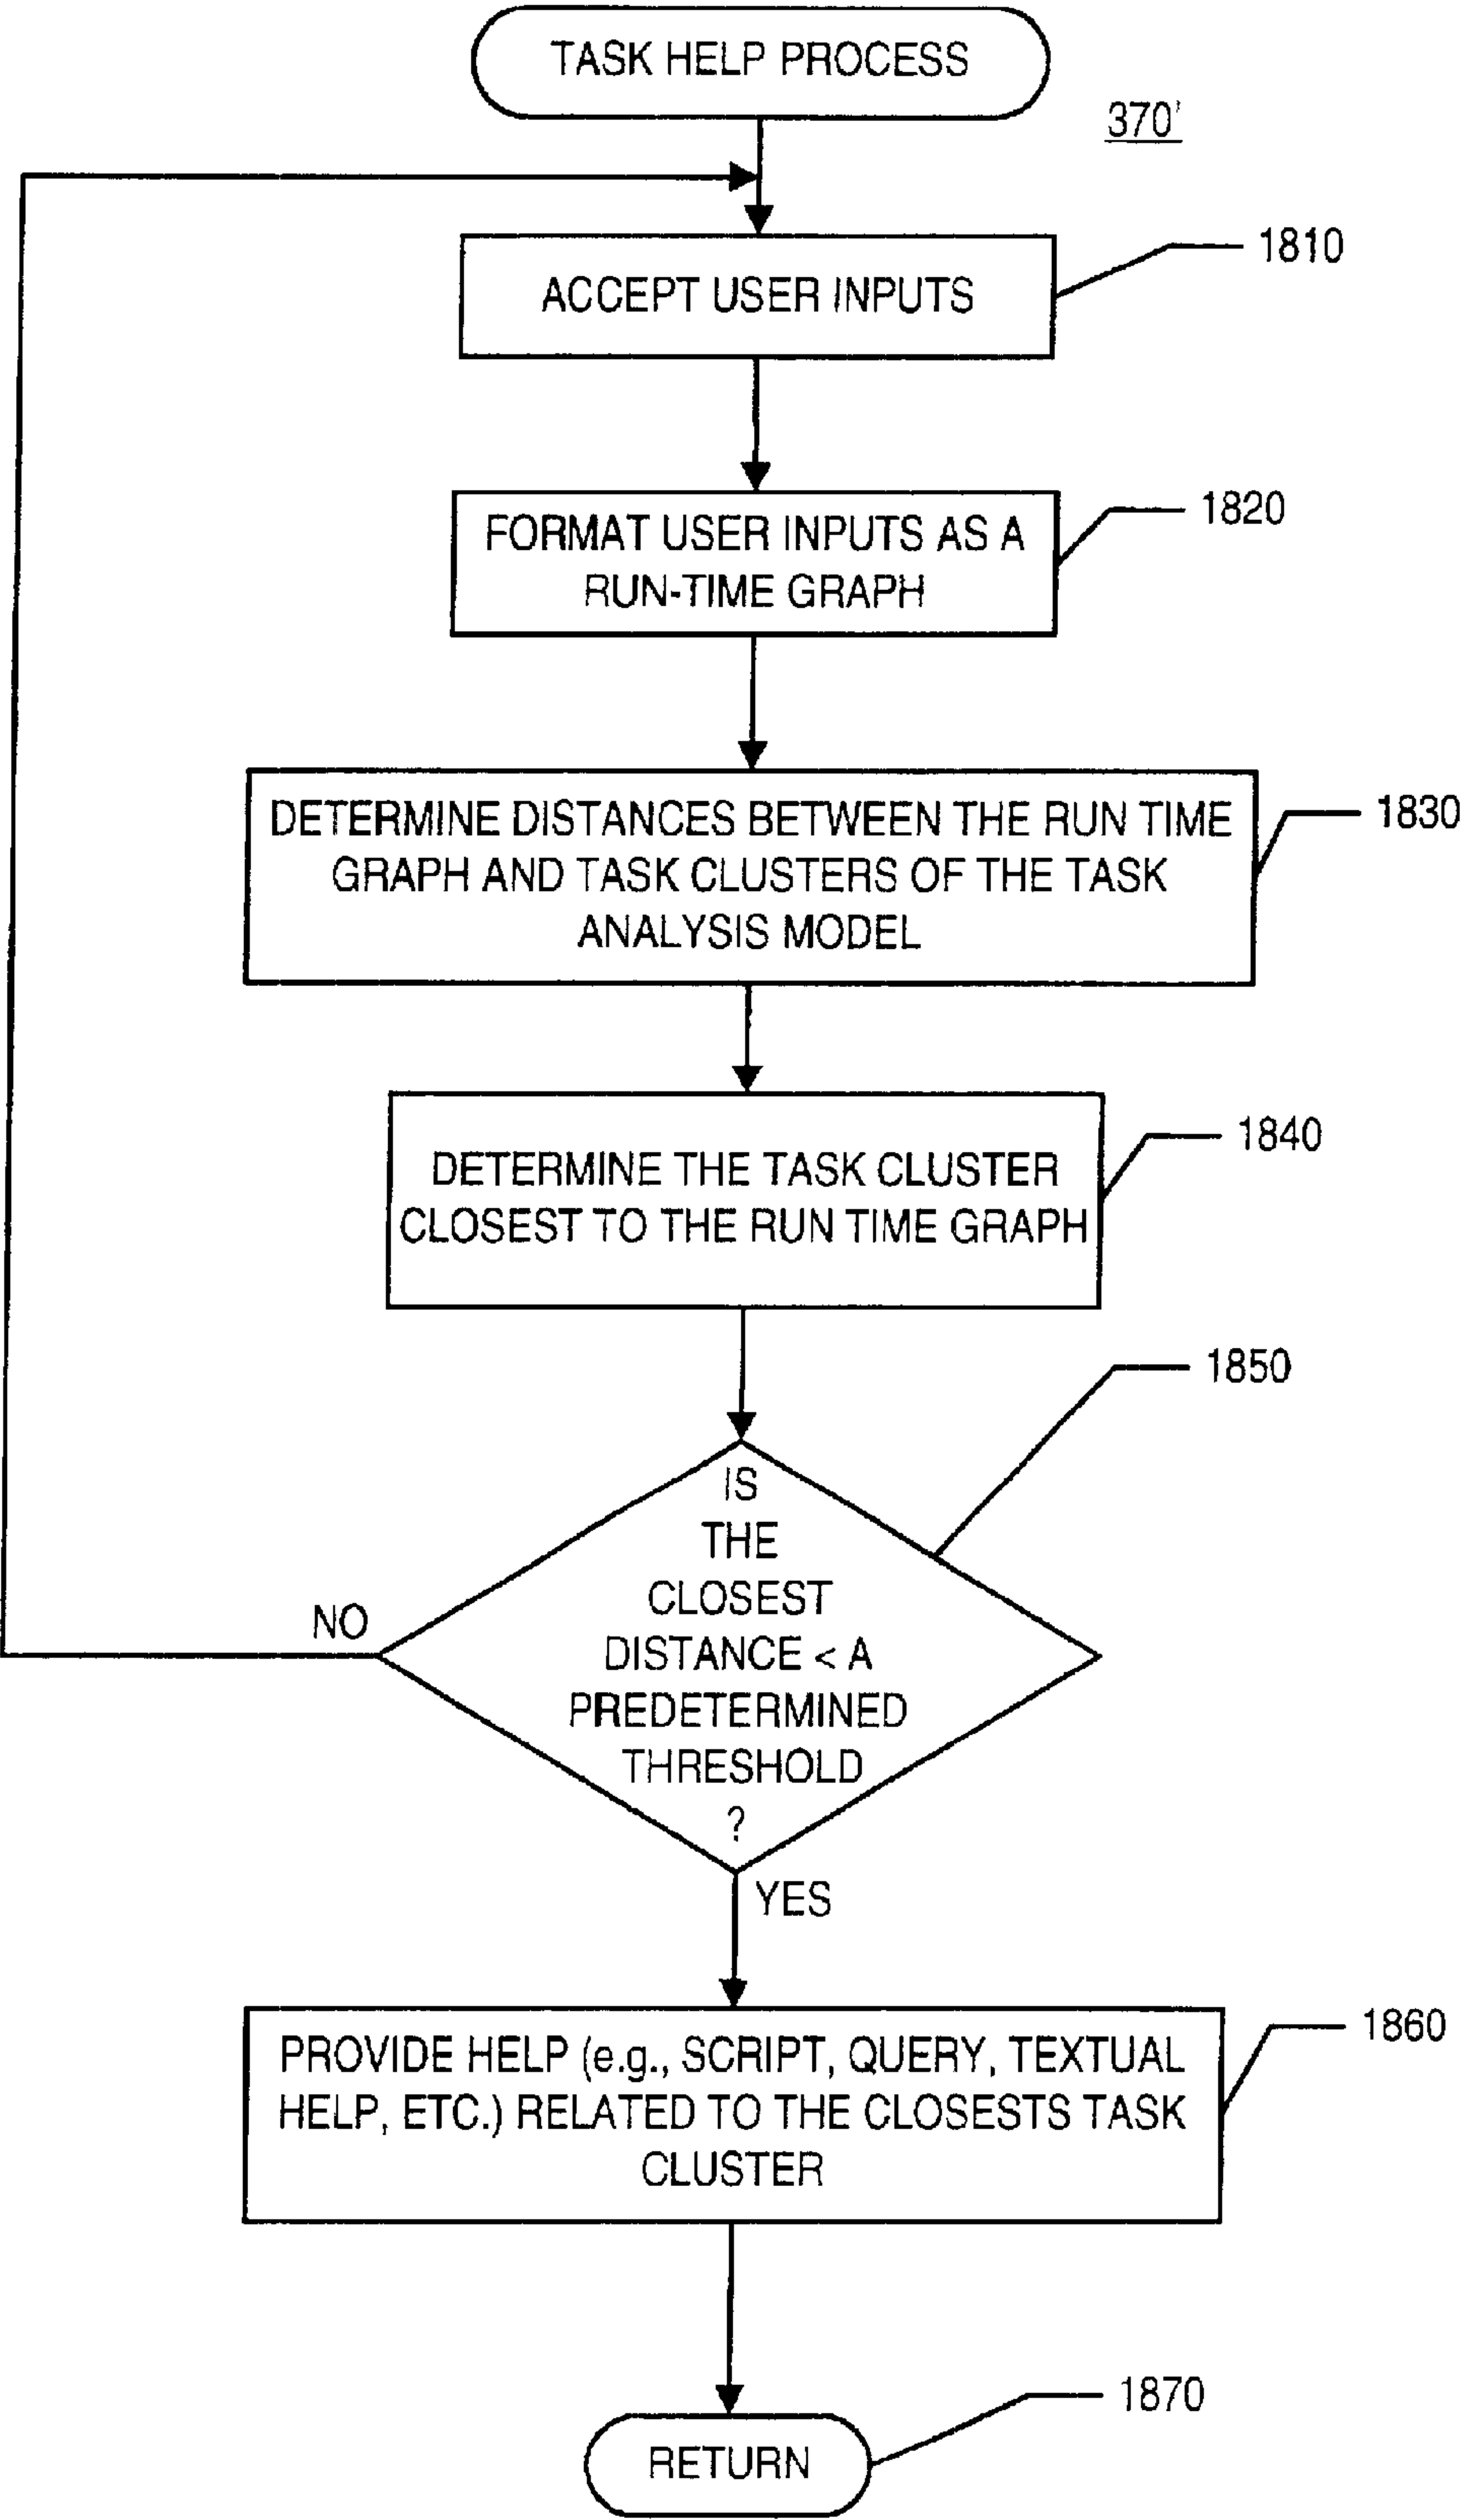 TASK HELP PROCESS
370'
ACCEPT USER INPUTS
1810
FORMAT USER INPUTS AS A
RUN-TIME GRAPH
1820
DETERMINE DISTANCES BETWEEN THE RUN TIME
GRAPH AND TASK CLUSTERS OF THE TASK
ANALYSIS MODEL
1830
DETERMINE THE TASK CLUSTER
CLOSEST TO THE RUN TIME GRAPH
1840
1850
IS
THE
CLOSEST
DISTANCE < A
PREDETERMINED
THRESHOLD
?
NO
YES
PROVIDE HELP (e.g., SCRIPT, QUERY, TEXTUAL
HELP, ETC.) RELATED TO THE CLOSESTS TASK
CLUSTER
1860
RETURN
1870